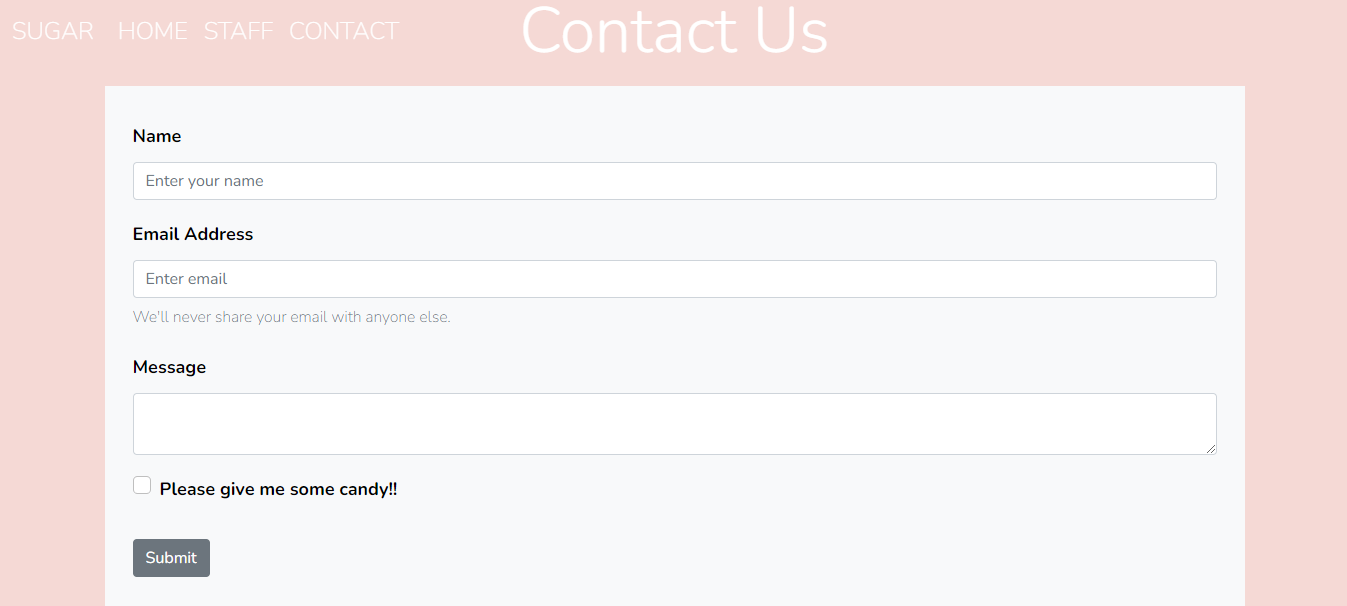 SUGAR HOME STAFF CONTACT
Contact Us
Name
Enter your name
Email Address
Enter email
We'll never share your email with anyone else.
Message
Please give me some candy!!
Submit